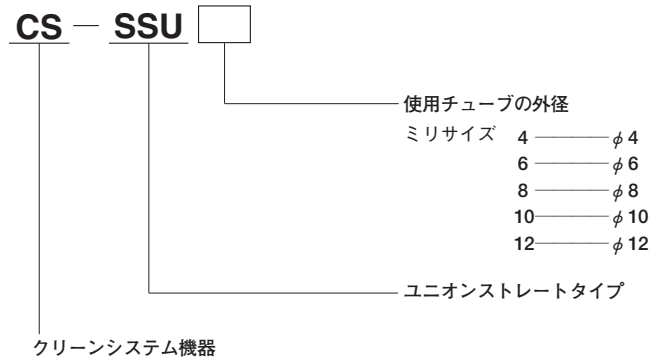 CS － SSU
使用チューブの外径
ミリサイズ 4 ――― φ4
6 ――― φ6
8 ――― φ8
10 ――― φ10
12 ――― φ12
ユニオンストレートタイプ
クリーンシステム機器